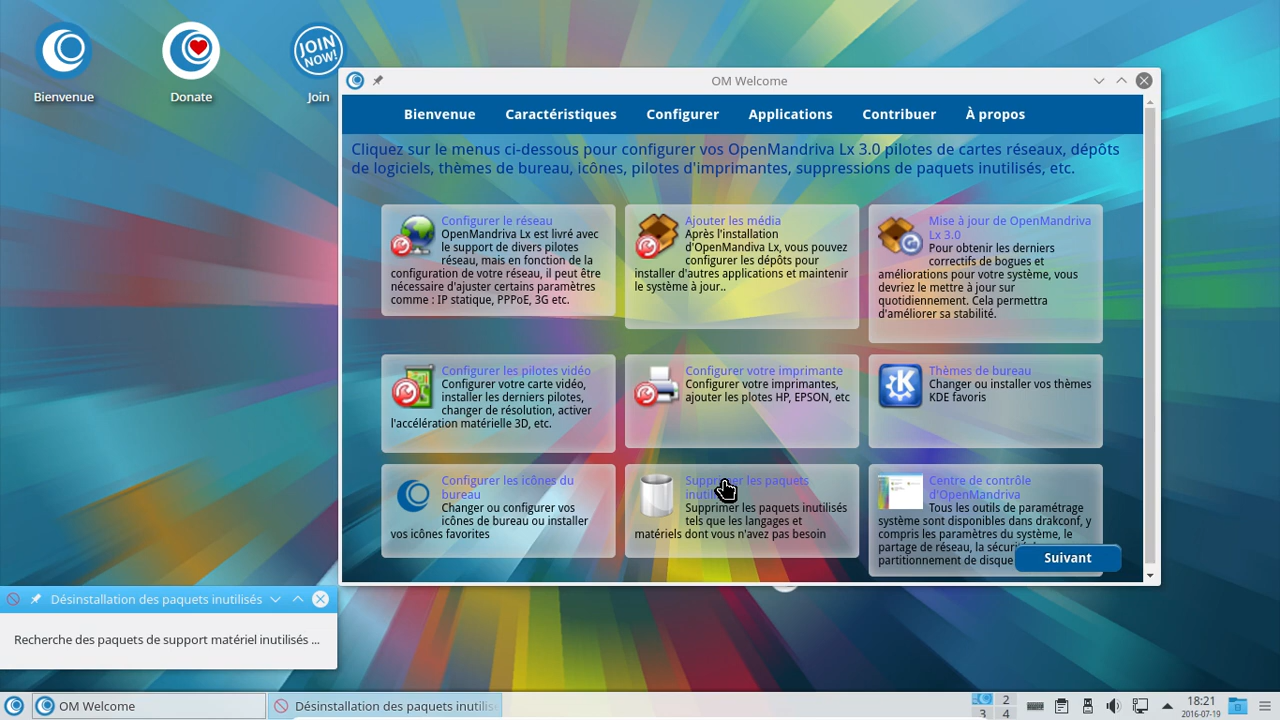 Bienvenue
Donate
JOIN NOW!
Join
OM Welcome
Bienvenue Caractéristiques Configurer Applications Contribuer À propos
Cliquez sur le menus ci-dessous pour configurer vos OpenMandriva Lx 3.0 pilotes de cartes réseaux, dépôts
de logiciels, thèmes de bureau, icônes, pilotes d'imprimantes, suppressions de paquets inutilisés, etc.
Configurer le réseau
OpenMandriva Lx est livré avec
le support de divers pilotes
réseau, mais en fonction de la
configuration de votre réseau, il peut être
nécessaire d'ajuster certains paramètres
comme : IP statique, PPPoE, 3G etc.
Ajouter les média
Après l'installation
d'OpenMandiva Lx, vous pouvez
configurer les dépôts pour
installer d'autres applications et maintenir
le système à jour..
Mise à jour de OpenMandriva
Lx 3.0
Pour obtenir les derniers
correctifs de bogues et
améliorations pour votre système, vous
devriez le mettre à jour sur
quotidiennement. Cela permettra
d'améliorer sa stabilité.
Configurer les pilotes vidéo
Configurer votre carte vidéo,
installer les derniers pilotes,
changer de résolution, activer
l'accélération matérielle 3D, etc.
Configurer votre imprimante
Configurer votre imprimantes,
ajouter les plotes HP, EPSON, etc
Thèmes de bureau
Changer ou installer vos thèmes
KDE favoris
Configurer les icônes du
bureau
Changer ou configurer vos
icônes de bureau ou installer
vos icônes favorites
les paquets
Supprimer les paquets inutilisés
tels que les langages et
matériels dont vous n'avez pas besoin
Centre de contrôle
d'OpenMandriva
Tous les outils de paramétrage
système sont disponibles dans drakconf, y
compris les paramètres du système, le
partage de réseau, la
partitionnement de disque
Suivant
Désinstallation des paquets inutilisés
Recherche des paquets de support matériel inutilisés ...
OM Welcome
Désinstallation des paquets inutilis
2
3 4
18:21
2016-07-19